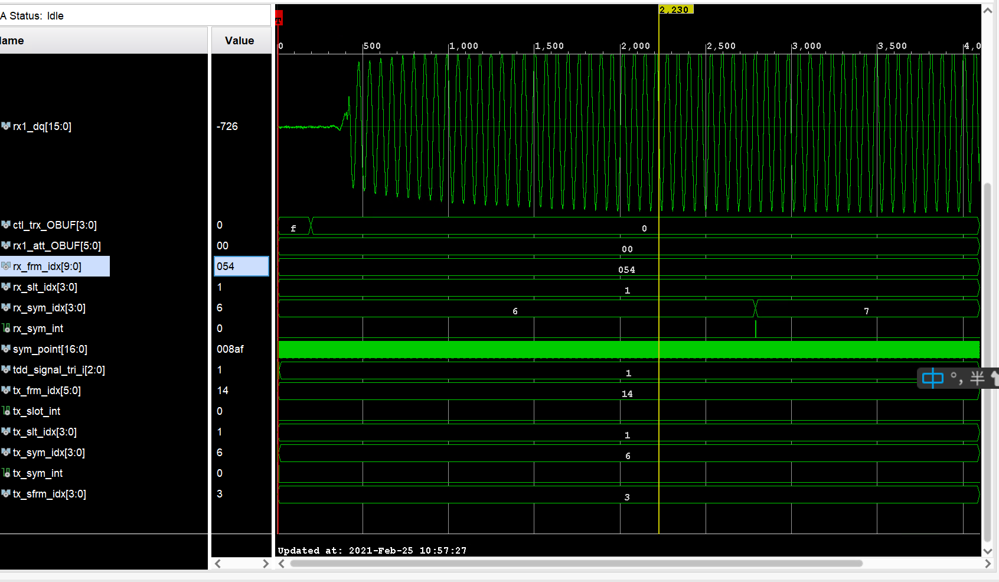 A Status: Idle
ame
Value
2,230
T
0 500 1,000 1,500 2,000 2,500 3,000 3,500 4,0
rx1_dq[15:0] -726
ctl_trx_OBUF[3:0] 0 f 0
rx1_att_OBUF[5:0] 00 00
rx_frm_idx[9:0] 054 054
rx_slt_idx[3:0] 1 1
rx_sym_idx[3:0] 6 6 7
rx_sym_int 0
sym_point[16:0] 008af
tdd_signal_tri_i[2:0] 1 1
中 °, 半
tx_frm_idx[5:0] 14 14
tx_slot_int 0
tx_slt_idx[3:0] 1 1
tx_sym_idx[3:0] 6 6
tx_sym_int 0
tx_sfrm_idx[3:0] 3 3
Updated at: 2021-Feb-25 10:57:27